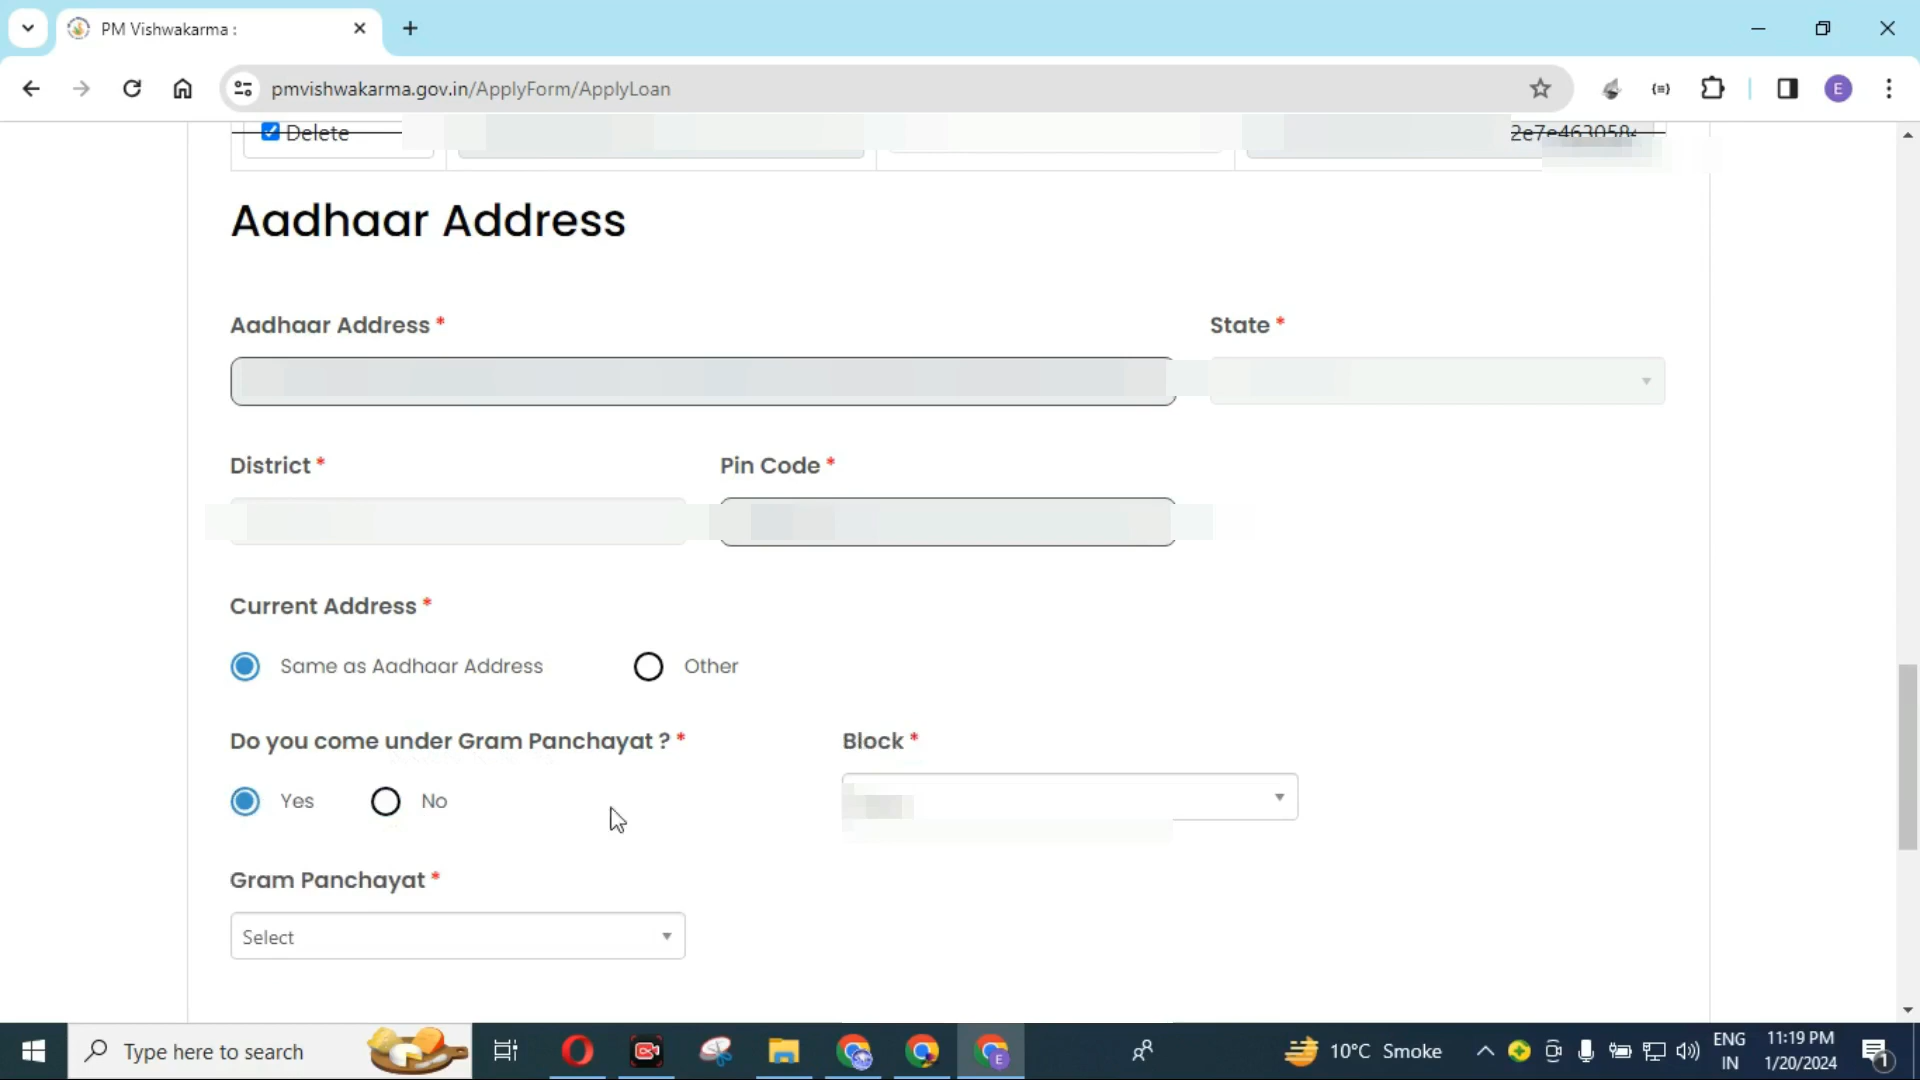 PM Vishwakarma :
pmvishwakarma.gov.in/ApplyForm/ApplyLoan
E
Delete
Aadhaar Address
Aadhaar Address *
State *
District *
Pin Code *
Current Address *
Same as Aadhaar Address
Other
Do you come under Gram Panchayat ? *
Block *
Yes
No
Gram Panchayat *
Select
Type here to search
E
10°C Smoke
ENG
IN
11:19 PM
1/20/2024
1